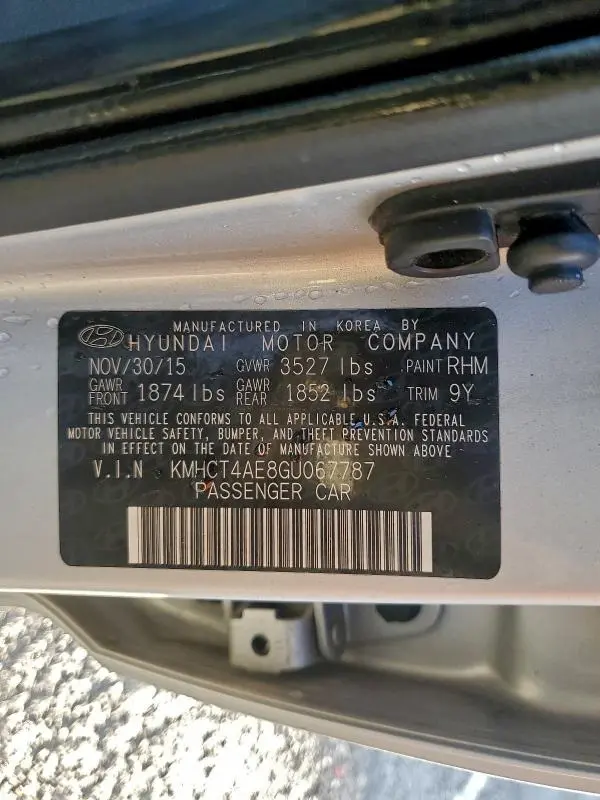 MANUFACTURED IN KOREA BY
HYUNDAI MOTOR COMPANY
NOV/30/15 GVWR 3527 lbs PAINT RHM
GAWR FRONT 1874 lbs GAWR REAR 1852 lbs TRIM 9Y
THIS VEHICLE CONFORMS TO ALL APPLICABLE U.S.A. FEDERAL
MOTOR VEHICLE SAFETY, BUMPER, AND THEFT PREVENTION STANDARDS
IN EFFECT ON THE DATE OF MANUFACTURE SHOWN ABOVE
V.I.N KMHCT4AE8GU067787
PASSENGER CAR